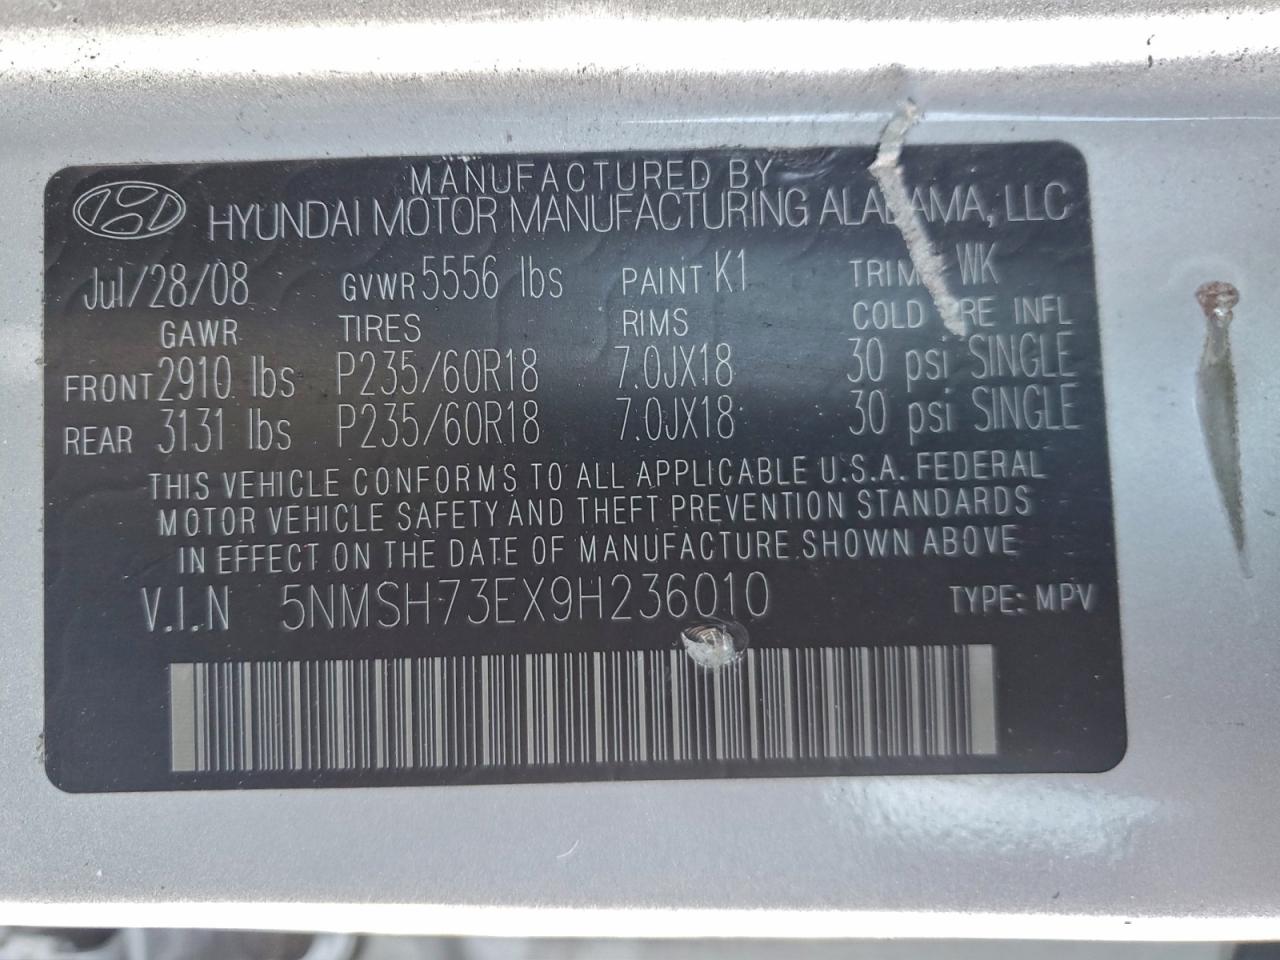 MANUFACTURED BY
HYUNDAI MOTOR MANUFACTURING ALABAMA, LLC
Jul/28/08 GVWR 5556 lbs PAINT K1 TRIM WK
GAWR TIRES RIMS COLD TIRE INFL
FRONT 2910 lbs P235/60R18 7.0JX18 30 psi SINGLE
REAR 3131 lbs P235/60R18 7.0JX18 30 psi SINGLE
THIS VEHICLE CONFORMS TO ALL APPLICABLE U.S.A. FEDERAL
MOTOR VEHICLE SAFETY AND THEFT PREVENTION STANDARDS
IN EFFECT ON THE DATE OF MANUFACTURE SHOWN ABOVE
V.I.N 5NMSH73EX9H236010 TYPE: MPV